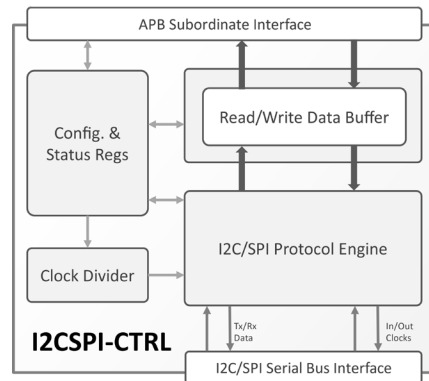 APB Subordinate Interface
Config. &
Status Regs
Read/Write Data Buffer
I2C/SPI Protocol Engine
Clock Divider
Tx/Rx
Data
In/Out
Clocks
I2CSPI-CTRL
I2C/SPI Serial Bus Interface